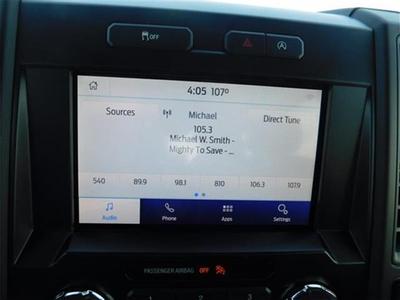 OFF
4:05 107°
Sources
Michael
Direct Tune
105.3
Michael W. Smith -
Mighty To Save - ...
540 89.9 98.1 810 106.3 107.9
Audio Phone Apps Settings
PASSENGER AIRBAG OFF